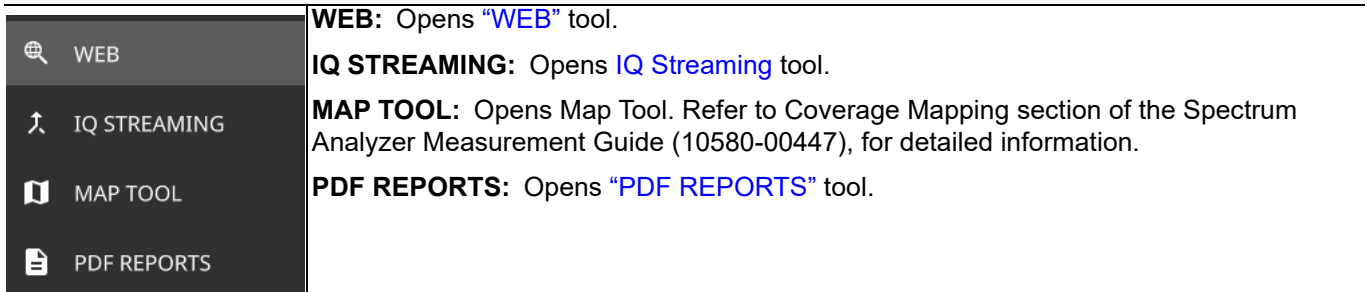 WEB
IQ STREAMING
MAP TOOL
PDF REPORTS
WEB: Opens “WEB” tool.
IQ STREAMING: Opens IQ Streaming tool.
MAP TOOL: Opens Map Tool. Refer to Coverage Mapping section of the Spectrum
Analyzer Measurement Guide (10580-00447), for detailed information.
PDF REPORTS: Opens “PDF REPORTS” tool.